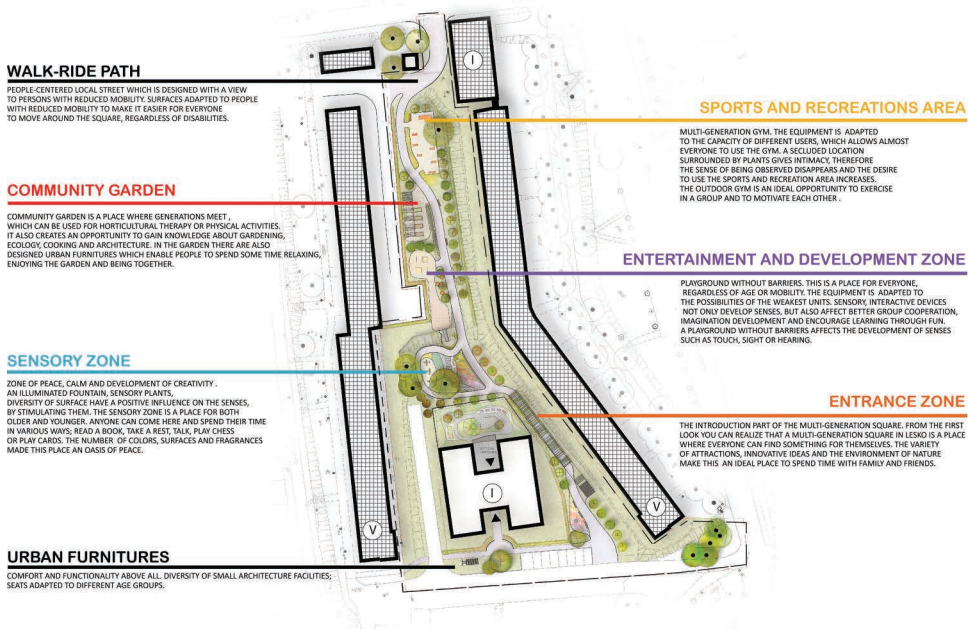 WALK-RIDE PATH
PEOPLE-CENTERED LOCAL STREET WHICH IS DESIGNED WITH A VIEW
TO PERSONS WITH REDUCED MOBILITY. SURFACES ADAPTED TO PEOPLE
WITH REDUCED MOBILITY TO MAKE IT EASIER FOR EVERYONE
TO MOVE AROUND THE SQUARE, REGARDLESS OF DISABILITIES.
COMMUNITY GARDEN
COMMUNITY GARDEN IS A PLACE WHERE GENERATIONS MEET ,
WHICH CAN BE USED FOR HORTICULTURAL THERAPY OR PHYSICAL ACTIVITIES.
IT ALSO CREATES AN OPPORTUNITY TO GAIN KNOWLEDGE ABOUT GARDENING,
ECOLOGY, COOKING AND ARCHITECTURE. IN THE GARDEN THERE ARE ALSO
DESIGNED URBAN FURNITURES WHICH ENABLE PEOPLE TO SPEND SOME TIME RELAXING,
ENJOYING THE GARDEN AND BEING TOGETHER.
SENSORY ZONE
ZONE OF PEACE, CALM AND DEVELOPMENT OF CREATIVITY .
AN ILLUMINATED FOUNTAIN, SENSORY PLANTS,
DIVERSITY OF SURFACE HAVE A POSITIVE INFLUENCE ON THE SENSES,
BY STIMULATING THEM. THE SENSORY ZONE IS A PLACE FOR BOTH
OLDER AND YOUNGER. ANYONE CAN COME HERE AND SPEND THEIR TIME
IN VARIOUS WAYS; READ A BOOK, TAKE A REST, TALK, PLAY CHESS
OR PLAY CARDS. THE NUMBER OF COLORS, SURFACES AND FRAGRANCES
MADE THIS PLACE AN OASIS OF PEACE.
URBAN FURNITURES
COMFORT AND FUNCTIONALITY ABOVE ALL. DIVERSITY OF SMALL ARCHITECTURE FACILITIES;
SEATS ADAPTED TO DIFFERENT AGE GROUPS.
I
I
V
V
SPORTS AND RECREATIONS AREA
MULTI-GENERATION GYM. THE EQUIPMENT IS ADAPTED
TO THE CAPACITY OF DIFFERENT USERS, WHICH ALLOWS ALMOST
EVERYONE TO USE THE GYM. A SECLUDED LOCATION
SURROUNDED BY PLANTS GIVES INTIMACY, THEREFORE
THE SENSE OF BEING OBSERVED DISAPPEARS AND THE DESIRE
TO USE THE SPORTS AND RECREATION AREA INCREASES.
THE OUTDOOR GYM IS AN IDEAL OPPORTUNITY TO EXERCISE
IN A GROUP AND TO MOTIVATE EACH OTHER .
ENTERTAINMENT AND DEVELOPMENT ZONE
PLAYGROUND WITHOUT BARRIERS. THIS IS A PLACE FOR EVERYONE,
REGARDLESS OF AGE OR MOBILITY. THE EQUIPMENT IS ADAPTED TO
THE POSSIBILITIES OF THE WEAKEST UNITS. SENSORY, INTERACTIVE DEVICES
NOT ONLY DEVELOP SENSES, BUT ALSO AFFECT BETTER GROUP COOPERATION,
IMAGINATION DEVELOPMENT AND ENCOURAGE LEARNING THROUGH FUN.
A PLAYGROUND WITHOUT BARRIERS AFFECTS THE DEVELOPMENT OF SENSES
SUCH AS TOUCH, SIGHT OR HEARING.
ENTRANCE ZONE
THE INTRODUCTION PART OF THE MULTI-GENERATION SQUARE. FROM THE FIRST
LOOK YOU CAN REALIZE THAT A MULTI-GENERATION SQUARE IN LESKO IS A PLACE
WHERE EVERYONE CAN FIND SOMETHING FOR THEMSELVES. THE VARIETY
OF ATTRACTIONS, INNOVATIVE IDEAS AND THE ENVIRONMENT OF NATURE
MAKE THIS AN IDEAL PLACE TO SPEND TIME WITH FAMILY AND FRIENDS.